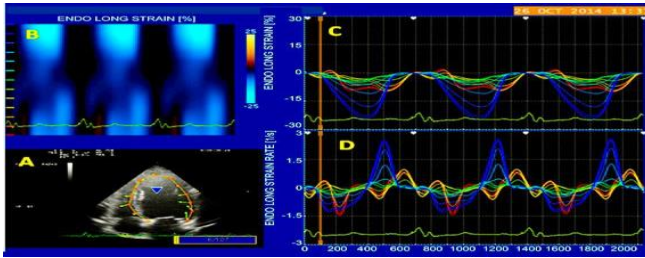 ENDO LONG STRAIN [%]
B
25
-25
A
26 OCT 2014 13:3
ENDO LONG STRAIN [%]
30
C
15
0
-15
-30
ENDO LONG STRAIN RATE [1/s]
3
D
1.5
0
-1.5
-3
0 200 400 600 800 1000 1200 1400 1600 1800 2000